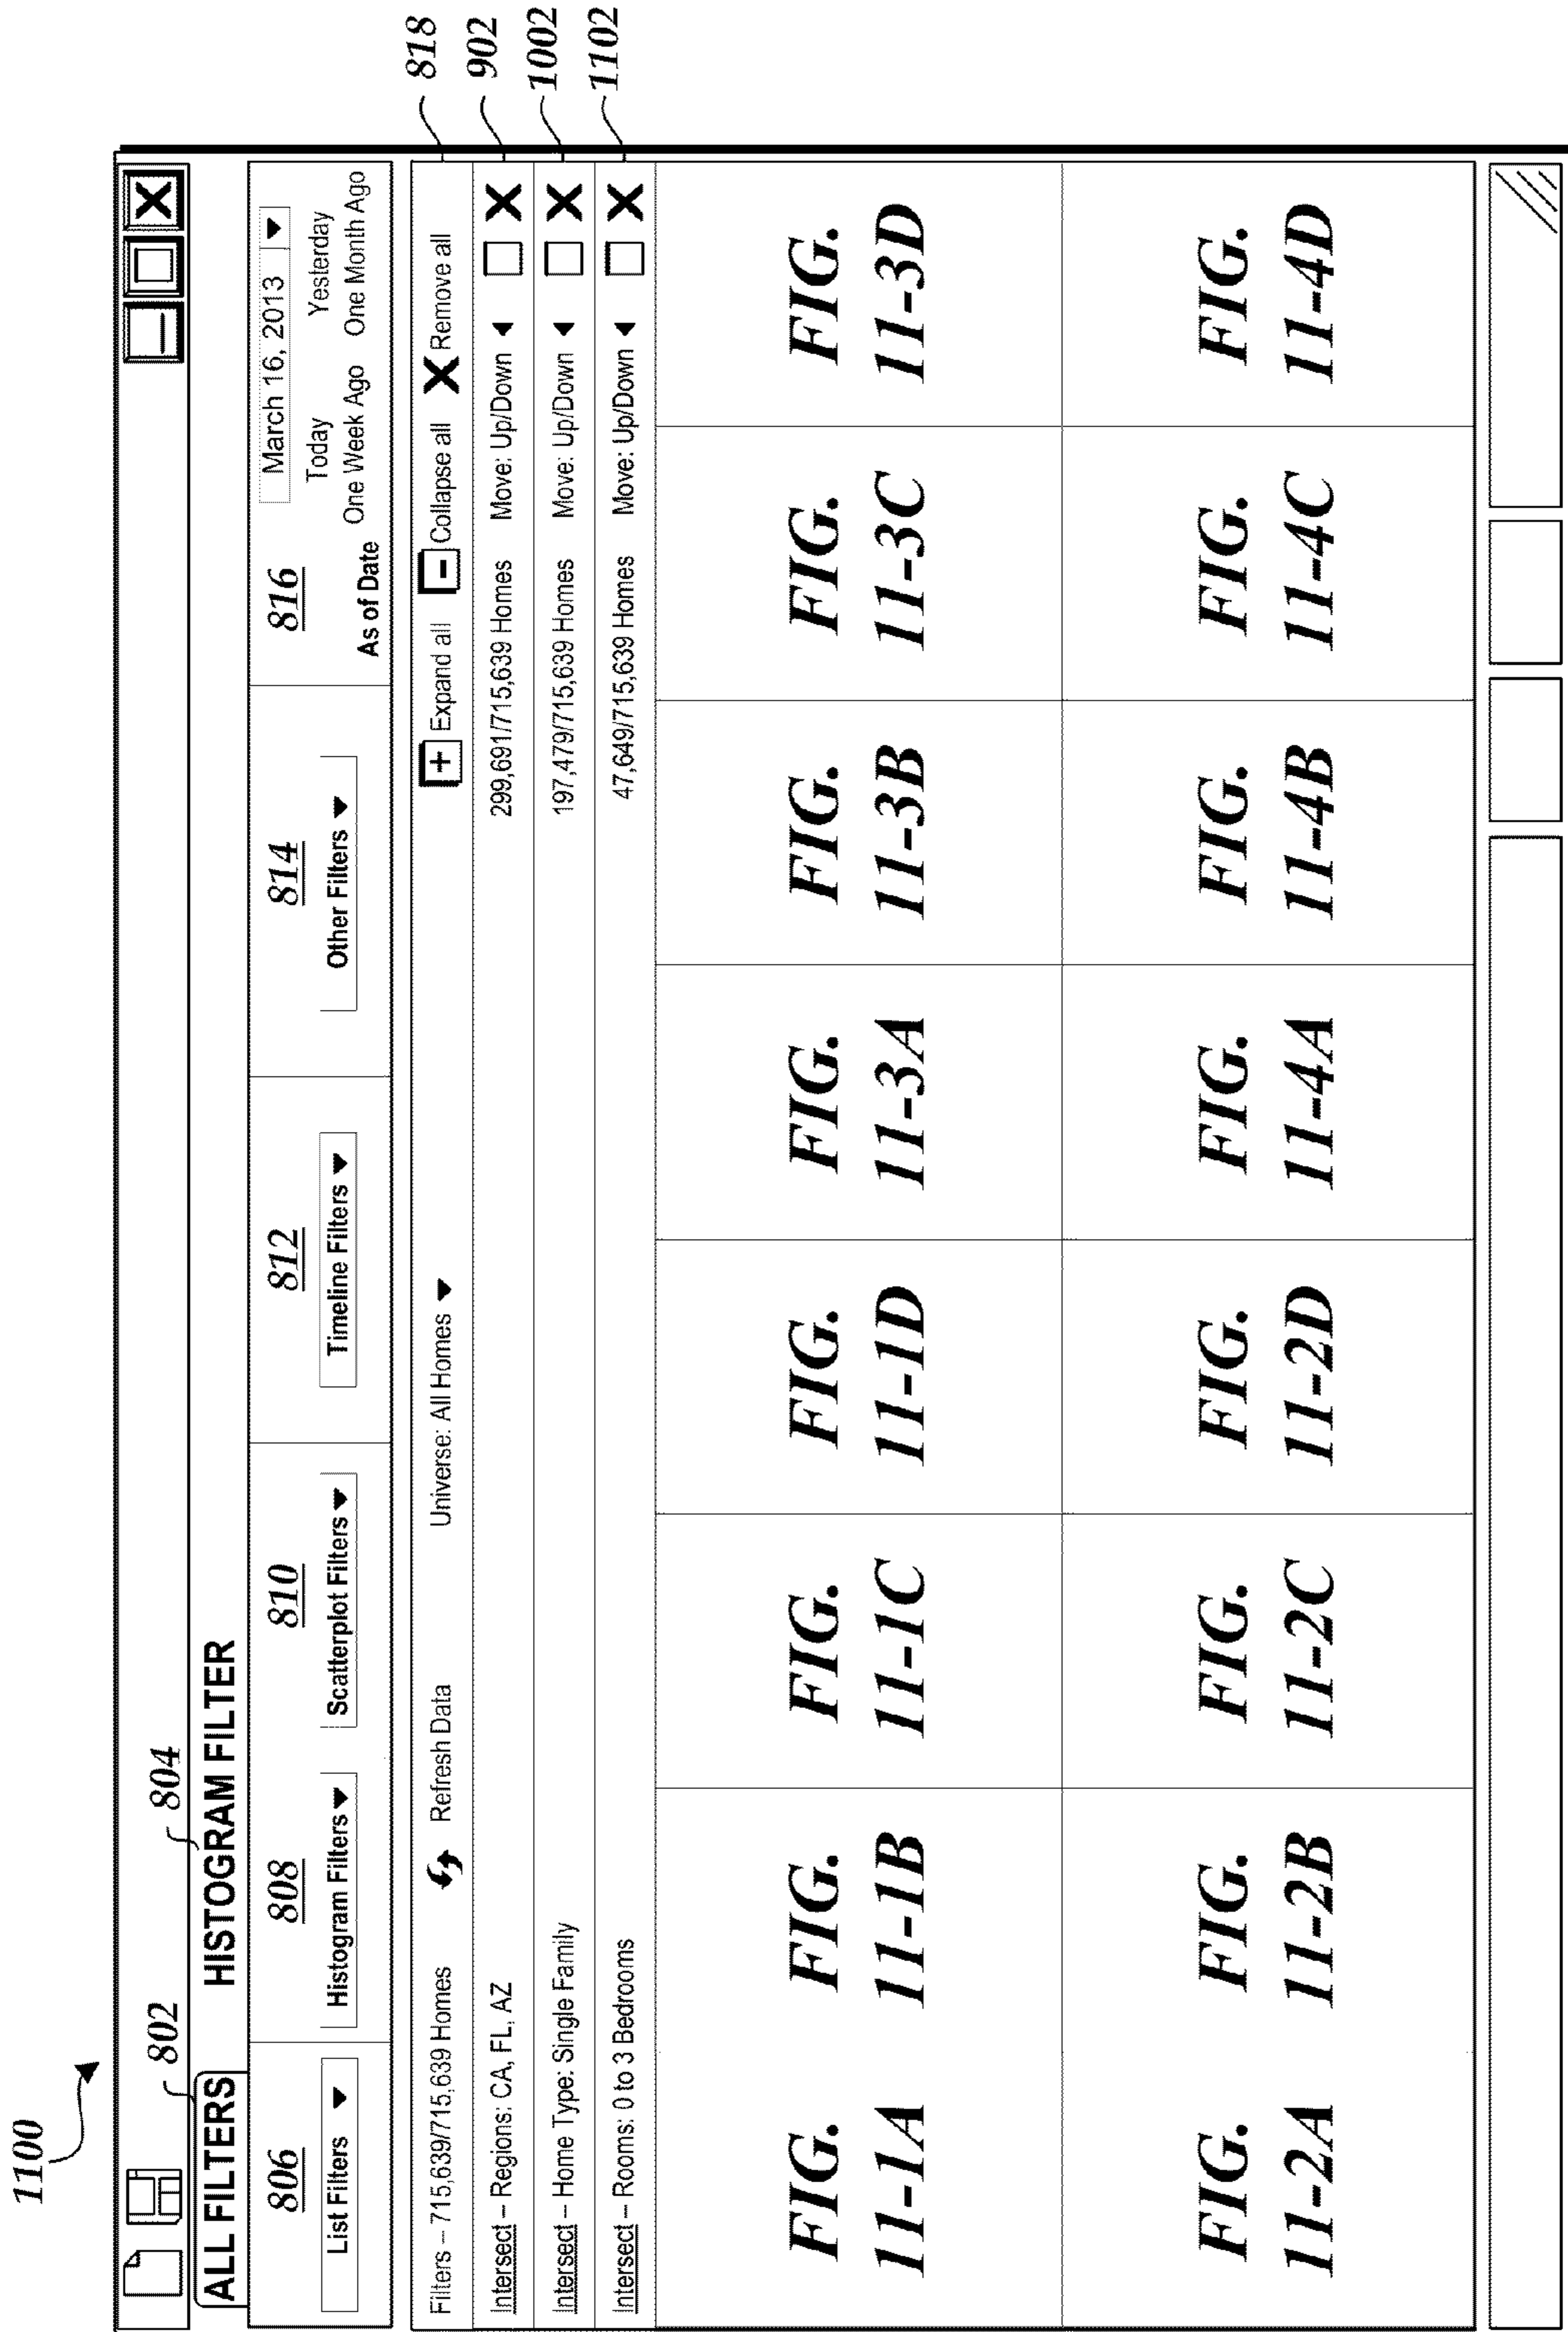 1100
802
804
ALL FILTERS
HISTOGRAM FILTER
806
808
810
812
814
816
March 16, 2013
List Filters
Histogram Filters
Scatterplot Filters
Timeline Filters
Other Filters
Today
Yesterday
One Week Ago
One Month Ago
As of Date
Filters – 715,639/715,639 Homes
Refresh Data
Universe: All Homes
+ Expand all
- Collapse all
X Remove all
818
Intersect – Regions: CA, FL, AZ
299,691/715,639 Homes
Move: Up/Down
X
902
Intersect – Home Type: Single Family
197,479/715,639 Homes
Move: Up/Down
X
1002
Intersect – Rooms: 0 to 3 Bedrooms
47,649/715,639 Homes
Move: Up/Down
X
1102
FIG.
11-1A
FIG.
11-1B
FIG.
11-1C
FIG.
11-1D
FIG.
11-3A
FIG.
11-3B
FIG.
11-3C
FIG.
11-3D
FIG.
11-2A
FIG.
11-2B
FIG.
11-2C
FIG.
11-2D
FIG.
11-4A
FIG.
11-4B
FIG.
11-4C
FIG.
11-4D